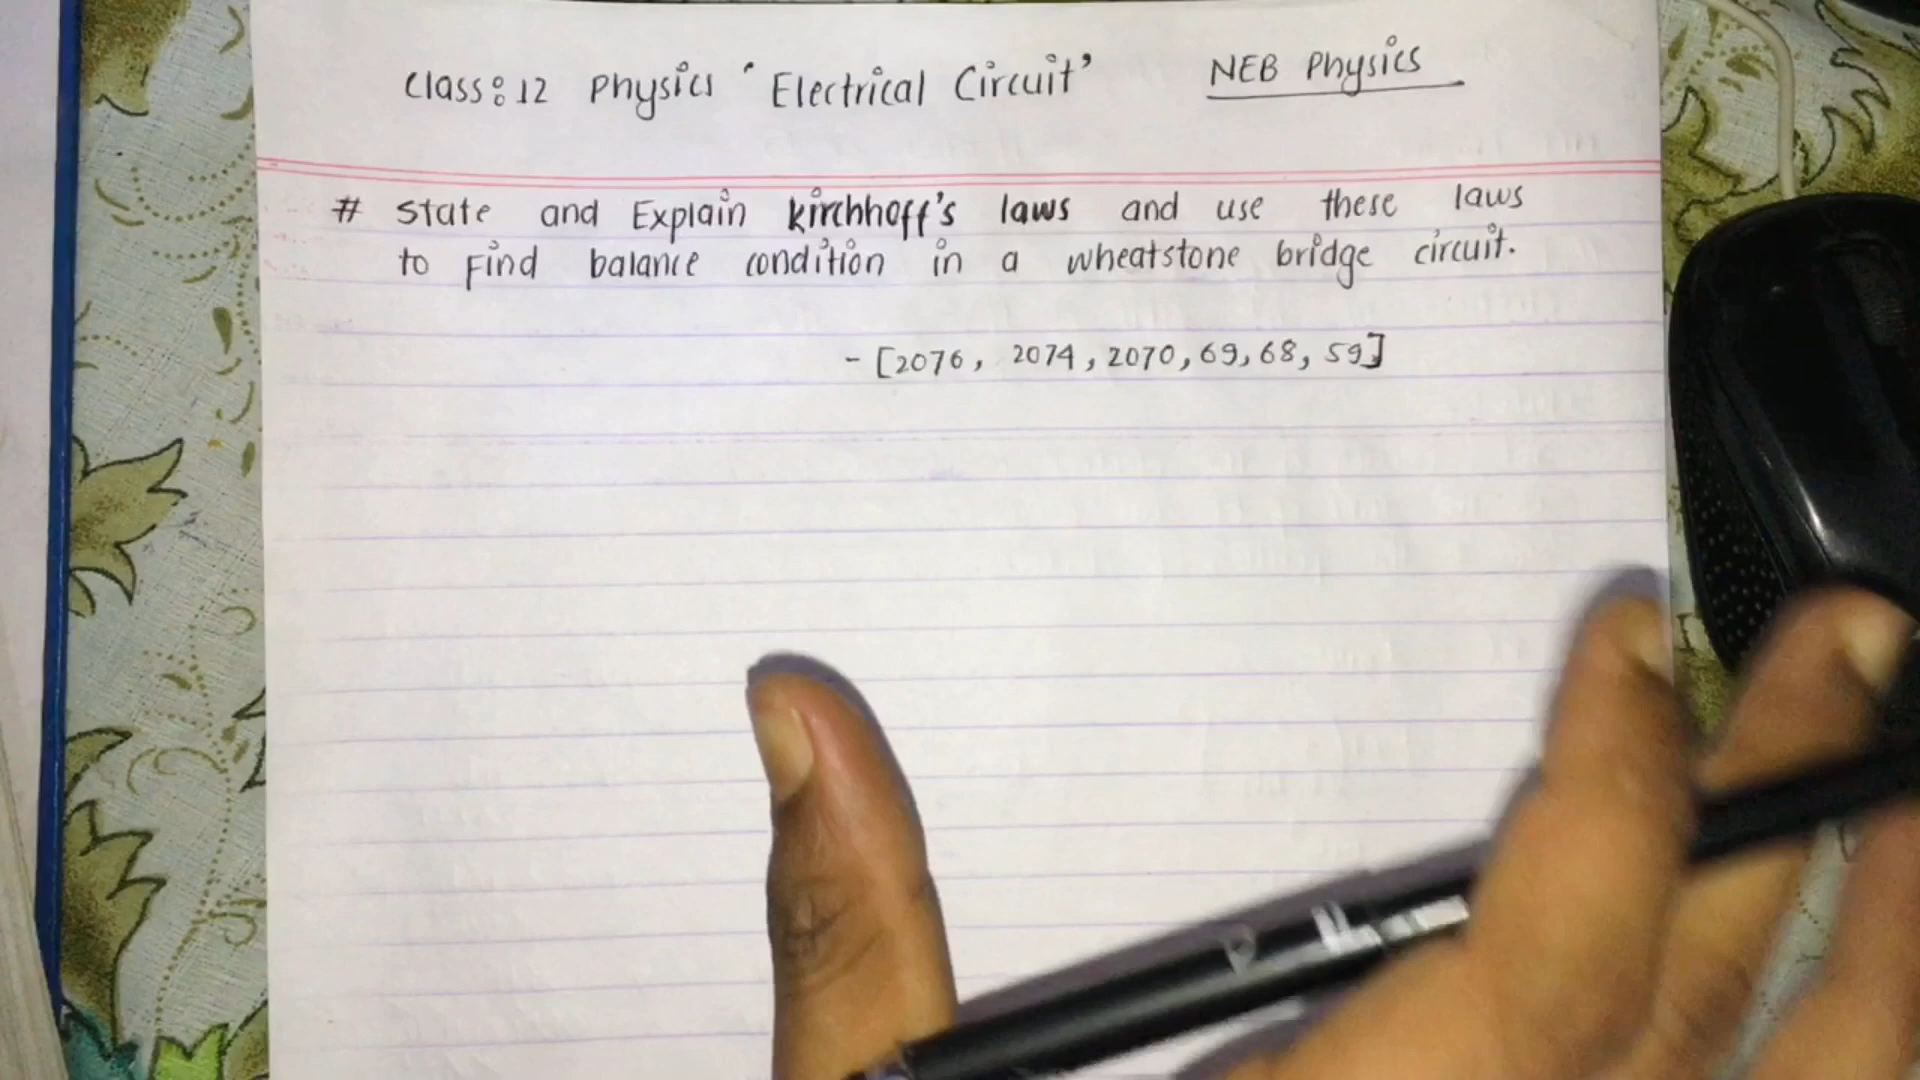 Class: 12 Physics ‘Electrical Circuit’ NEB Physics
# State and Explain Kirchhoff's laws and use these laws
to Find balance condition in a wheatstone bridge circuit.
- [2076, 2074, 2070, 69, 68, 59]